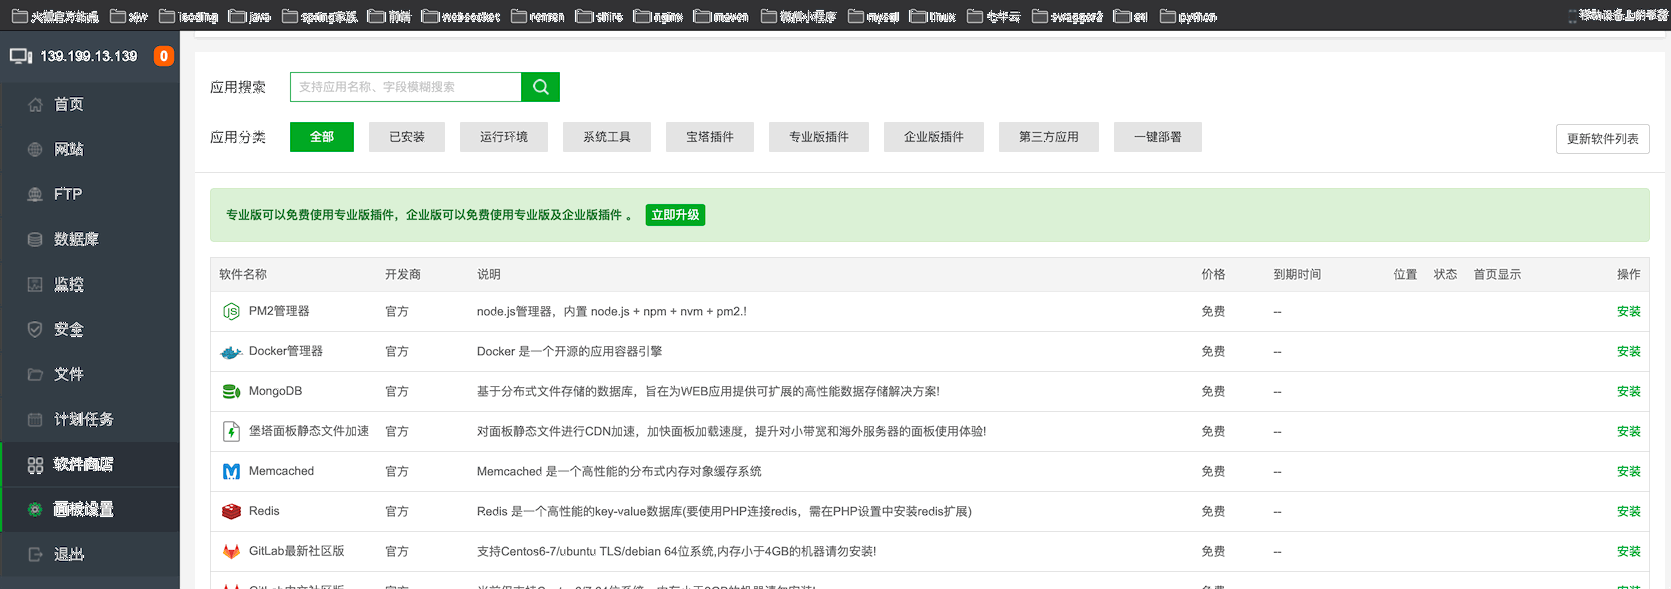 火狐官方站点 xjw leading java spring家族 前端 websocket renren shiro nginx maven 微信小程序 mysql linux 七牛云 swagger2 sql python 移动设备上的书签
139.199.13.139 0
首页
网站
FTP
数据库
监控
安全
文件
计划任务
软件商店
面板设置
退出
应用搜索 支持应用名称、字段模糊搜索
应用分类 全部 已安装 运行环境 系统工具 宝塔插件 专业版插件 企业版插件 第三方应用 一键部署 更新软件列表
专业版可以免费使用专业版插件，企业版可以免费使用专业版及企业版插件 。 立即升级
软件名称 开发商 说明 价格 到期时间 位置 状态 首页显示 操作
PM2管理器 官方 node.js管理器，内置 node.js + npm + nvm + pm2.! 免费 -- 安装
Docker管理器 官方 Docker 是一个开源的应用容器引擎 免费 -- 安装
MongoDB 官方 基于分布式文件存储的数据库，旨在为WEB应用提供可扩展的高性能数据存储解决方案! 免费 -- 安装
堡塔面板静态文件加速 官方 对面板静态文件进行CDN加速，加快面板加载速度，提升对小带宽和海外服务器的面板使用体验! 免费 -- 安装
Memcached 官方 Memcached 是一个高性能的分布式内存对象缓存系统 免费 -- 安装
Redis 官方 Redis 是一个高性能的key-value数据库(要使用PHP连接redis，需在PHP设置中安装redis扩展) 免费 -- 安装
GitLab最新社区版 官方 支持Centos6-7/ubuntu TLS/debian 64位系统,内存小于4GB的机器请勿安装! 免费 -- 安装